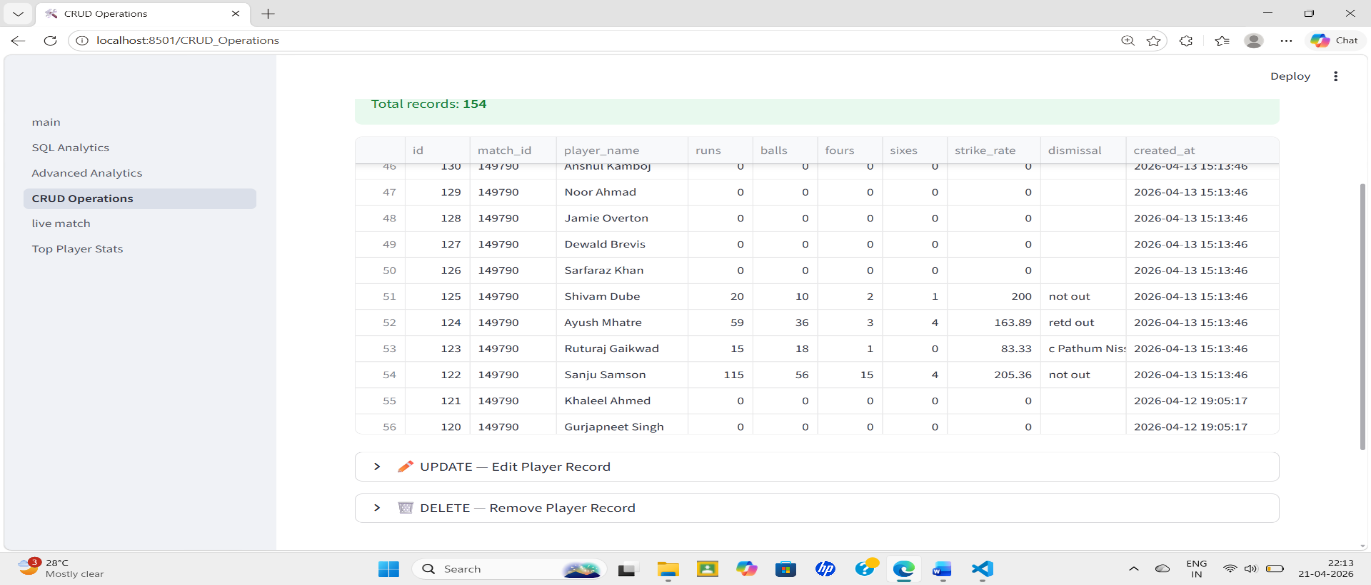 CRUD Operations
localhost:8501/CRUD_Operations
Chat
Deploy
main
SQL Analytics
Advanced Analytics
CRUD Operations
live match
Top Player Stats
Total records: 154
id match_id player_name runs balls fours sixes strike_rate dismissal created_at
46 130 149790 Anshul Kamboj 0 0 0 0 0 2026-04-13 15:13:46
47 129 149790 Noor Ahmad 0 0 0 0 0 2026-04-13 15:13:46
48 128 149790 Jamie Overton 0 0 0 0 0 2026-04-13 15:13:46
49 127 149790 Dewald Brevis 0 0 0 0 0 2026-04-13 15:13:46
50 126 149790 Sarfaraz Khan 0 0 0 0 0 2026-04-13 15:13:46
51 125 149790 Shivam Dube 20 10 2 1 200 not out 2026-04-13 15:13:46
52 124 149790 Ayush Mhatre 59 36 3 4 163.89 retd out 2026-04-13 15:13:46
53 123 149790 Ruturaj Gaikwad 15 18 1 0 83.33 c Pathum Niss 2026-04-13 15:13:46
54 122 149790 Sanju Samson 115 56 15 4 205.36 not out 2026-04-13 15:13:46
55 121 149790 Khaleel Ahmed 0 0 0 0 0 2026-04-12 19:05:17
56 120 149790 Gurjapneet Singh 0 0 0 0 0 2026-04-12 19:05:17
UPDATE — Edit Player Record
DELETE — Remove Player Record
3
28°C
Mostly clear
Search
hp
ENG
IN
22:13
21-04-2026